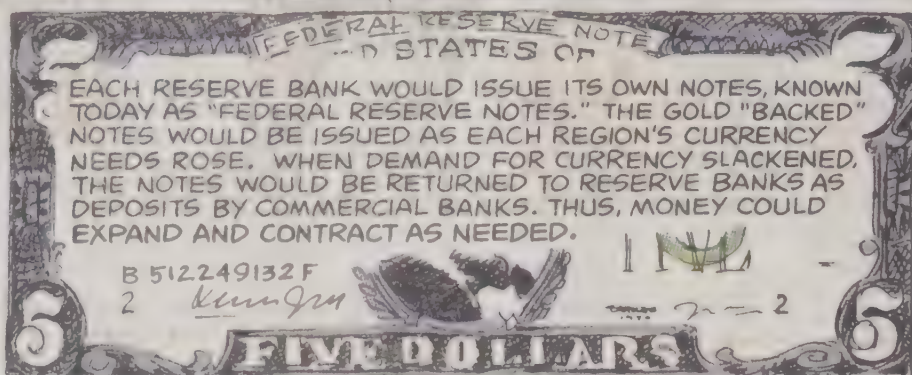 FEDERAL RESERVE NOTE
D STATES OF
EACH RESERVE BANK WOULD ISSUE ITS OWN NOTES, KNOWN
TODAY AS "FEDERAL RESERVE NOTES." THE GOLD "BACKED"
NOTES WOULD BE ISSUED AS EACH REGION'S CURRENCY
NEEDS ROSE. WHEN DEMAND FOR CURRENCY SLACKENED,
THE NOTES WOULD BE RETURNED TO RESERVE BANKS AS
DEPOSITS BY COMMERCIAL BANKS. THUS, MONEY COULD
EXPAND AND CONTRACT AS NEEDED.
B 512249132 F
2 2
5 5
FIVE DOLLARS